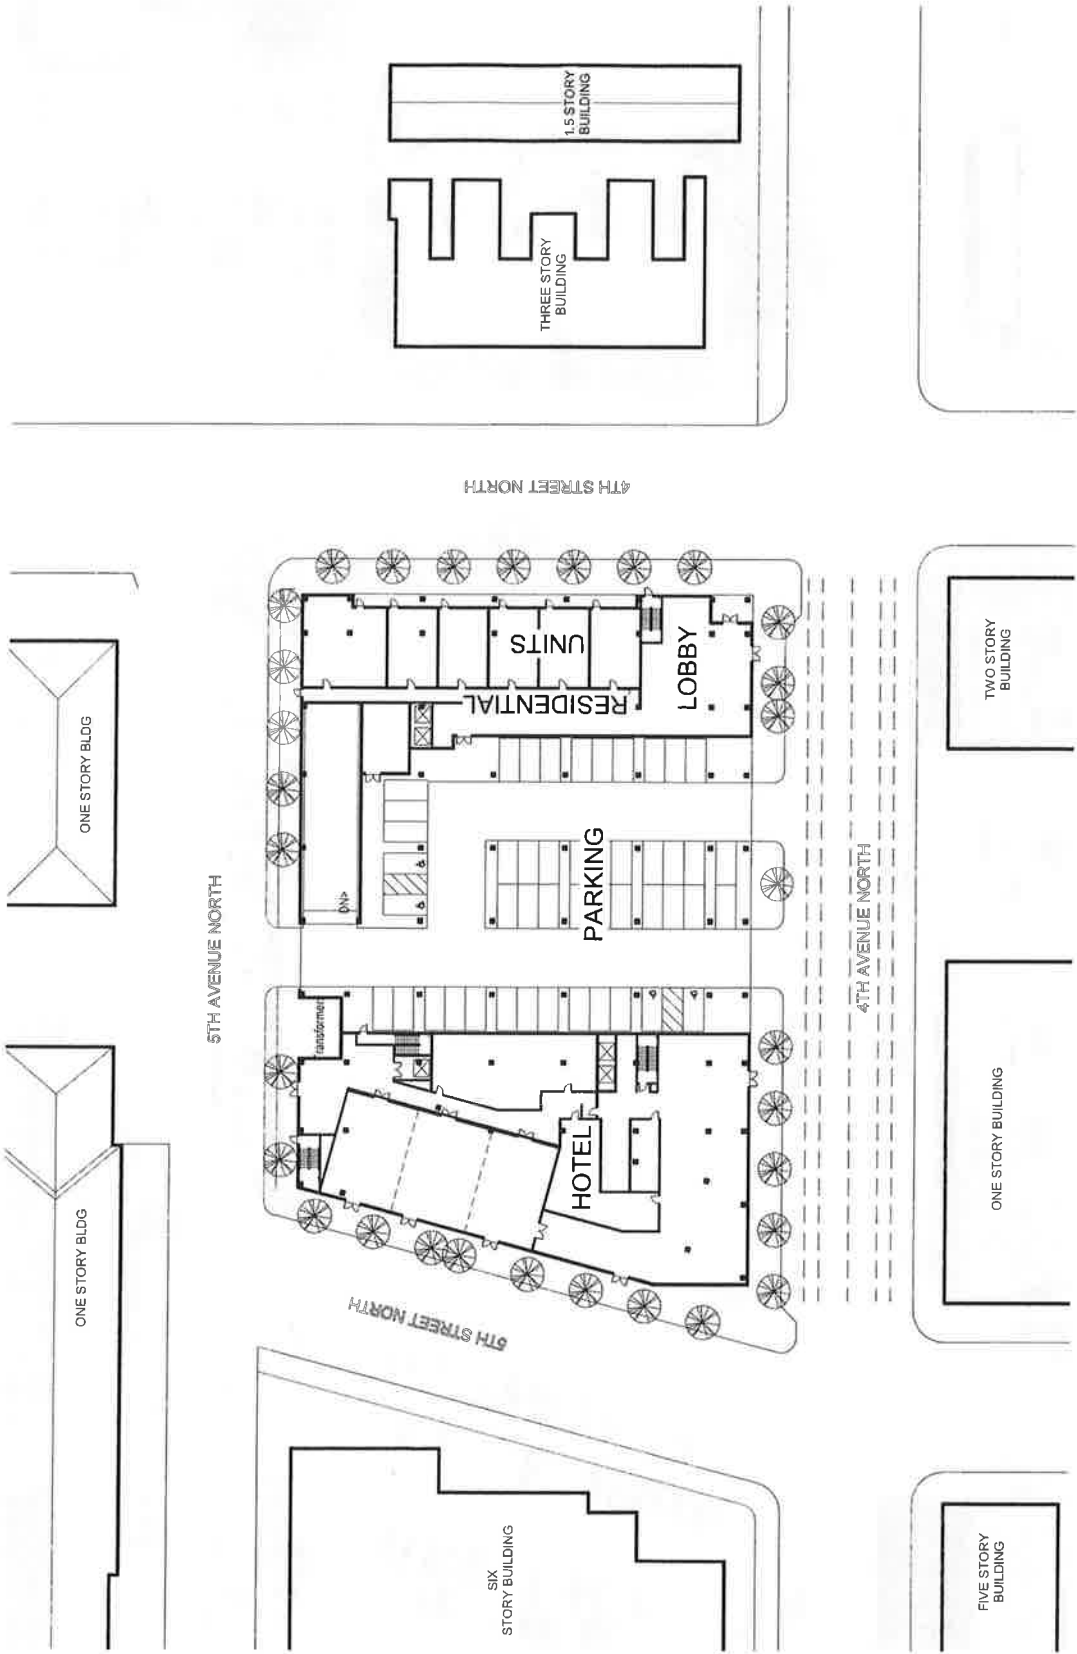 1.5 STORY
BUILDING
THREE STORY
BUILDING
4TH STREET NORTH
ONE STORY BLDG
5TH AVENUE NORTH
UNITS
RESIDENTIAL
LOBBY
TWO STORY
BUILDING
DN>
PARKING
4TH AVENUE NORTH
Transformer
HOTEL
ONE STORY BUILDING
ONE STORY BLDG
5TH STREET NORTH
SIX
STORY BUILDING
FIVE STORY
BUILDING